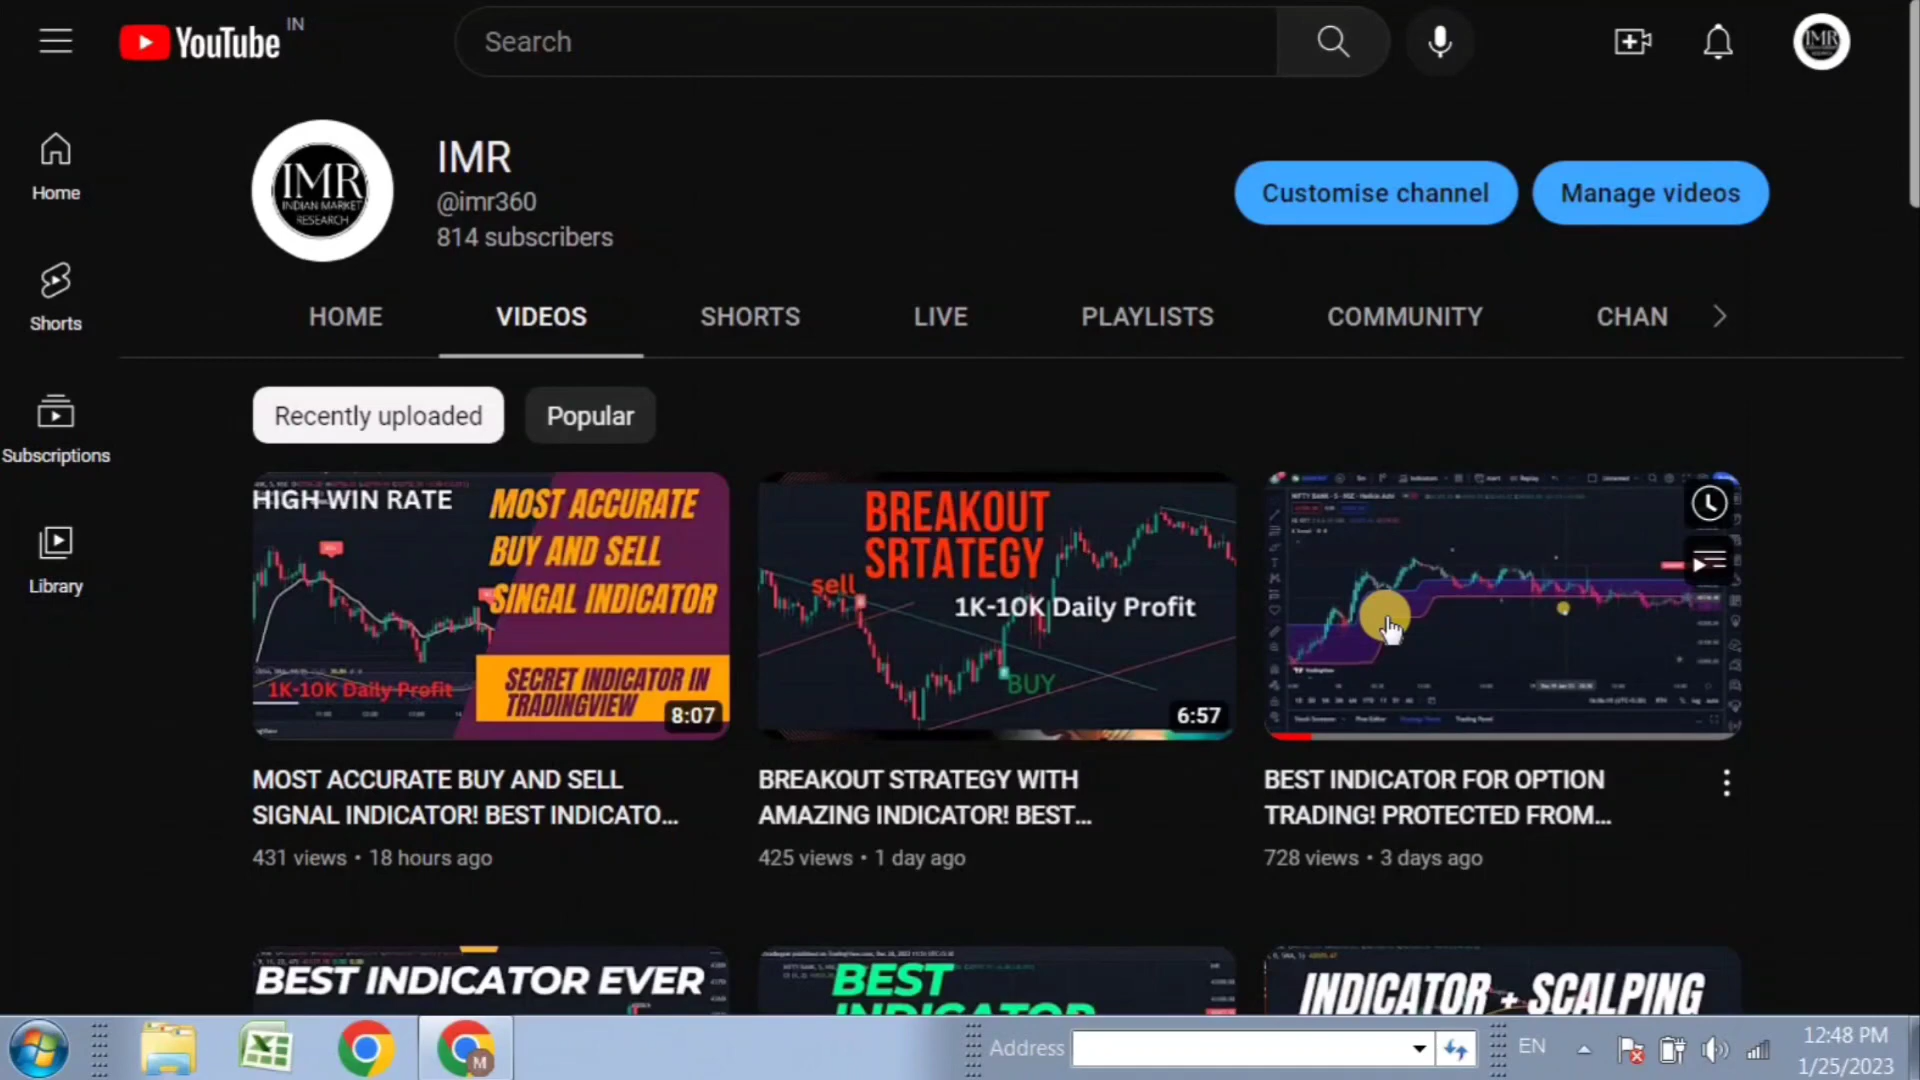 IN
YouTube
Search
IMR
Home
IMR
INDIAN MARKET
RESEARCH
IMR
@imr360
814 subscribers
Customise channel
Manage videos
Shorts
HOME
VIDEOS
SHORTS
LIVE
PLAYLISTS
COMMUNITY
CHAN
Subscriptions
Recently uploaded
Popular
Library
HIGH WIN RATE
MOST ACCURATE
BUY AND SELL
SINGAL INDICATOR
1K-10K Daily Profit
SECRET INDICATOR IN
TRADINGVIEW
8:07
BREAKOUT
SRTATEGY
sell
1K-10K Daily Profit
BUY
6:57
MOST ACCURATE BUY AND SELL
SIGNAL INDICATOR! BEST INDICATO...
431 views • 18 hours ago
BREAKOUT STRATEGY WITH
AMAZING INDICATOR! BEST...
425 views • 1 day ago
BEST INDICATOR FOR OPTION
TRADING! PROTECTED FROM...
728 views • 3 days ago
BEST INDICATOR EVER
BEST
INDICATOR
INDICATOR + SCALPING
M
Address
EN
12:48 PM
1/25/2023